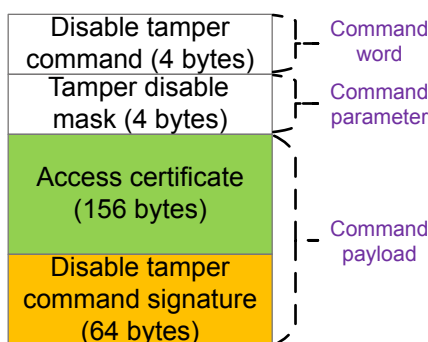 Disable tamper
command (4 bytes)
Command
word
Tamper disable
mask (4 bytes)
Command
parameter
Access certificate
(156 bytes)
Command
payload
Disable tamper
command signature
(64 bytes)